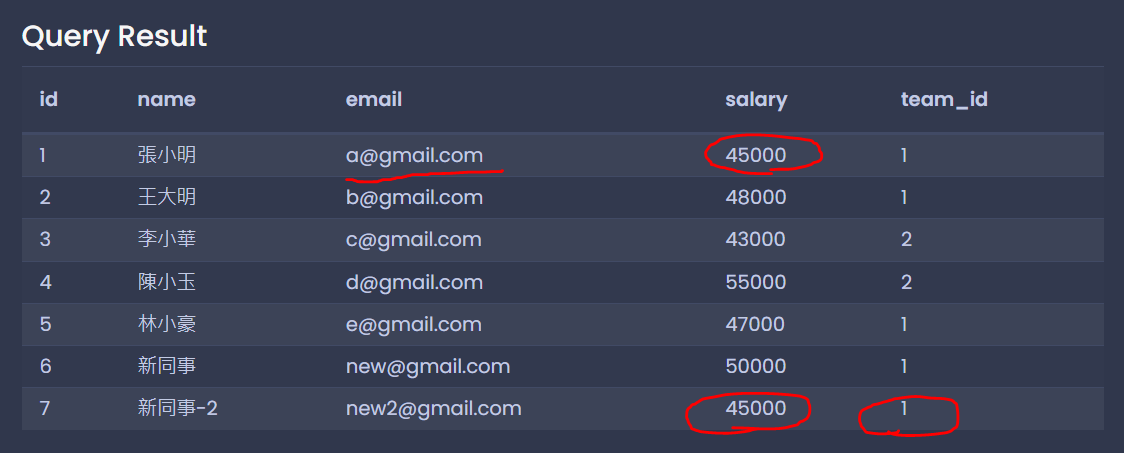 Query Result
id name email salary team_id
1 張小明 a@gmail.com 45000 1
2 王大明 b@gmail.com 48000 1
3 李小華 c@gmail.com 43000 2
4 陳小玉 d@gmail.com 55000 2
5 林小豪 e@gmail.com 47000 1
6 新同事 new@gmail.com 50000 1
7 新同事-2 new2@gmail.com 45000 1